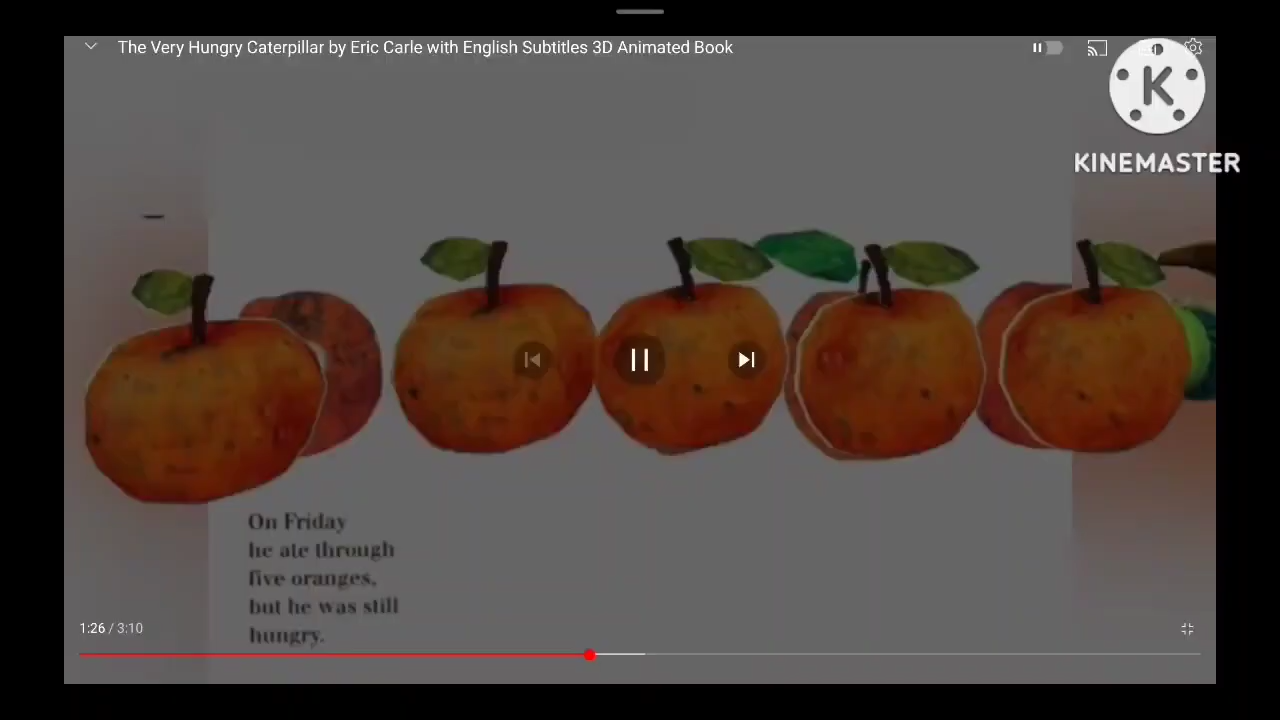 The Very Hungry Caterpillar by Eric Carle with English Subtitles 3D Animated Book
K
KINEMASTER
On Friday
he ate through
five oranges,
but he was still
hungry.
1:26 / 3:10